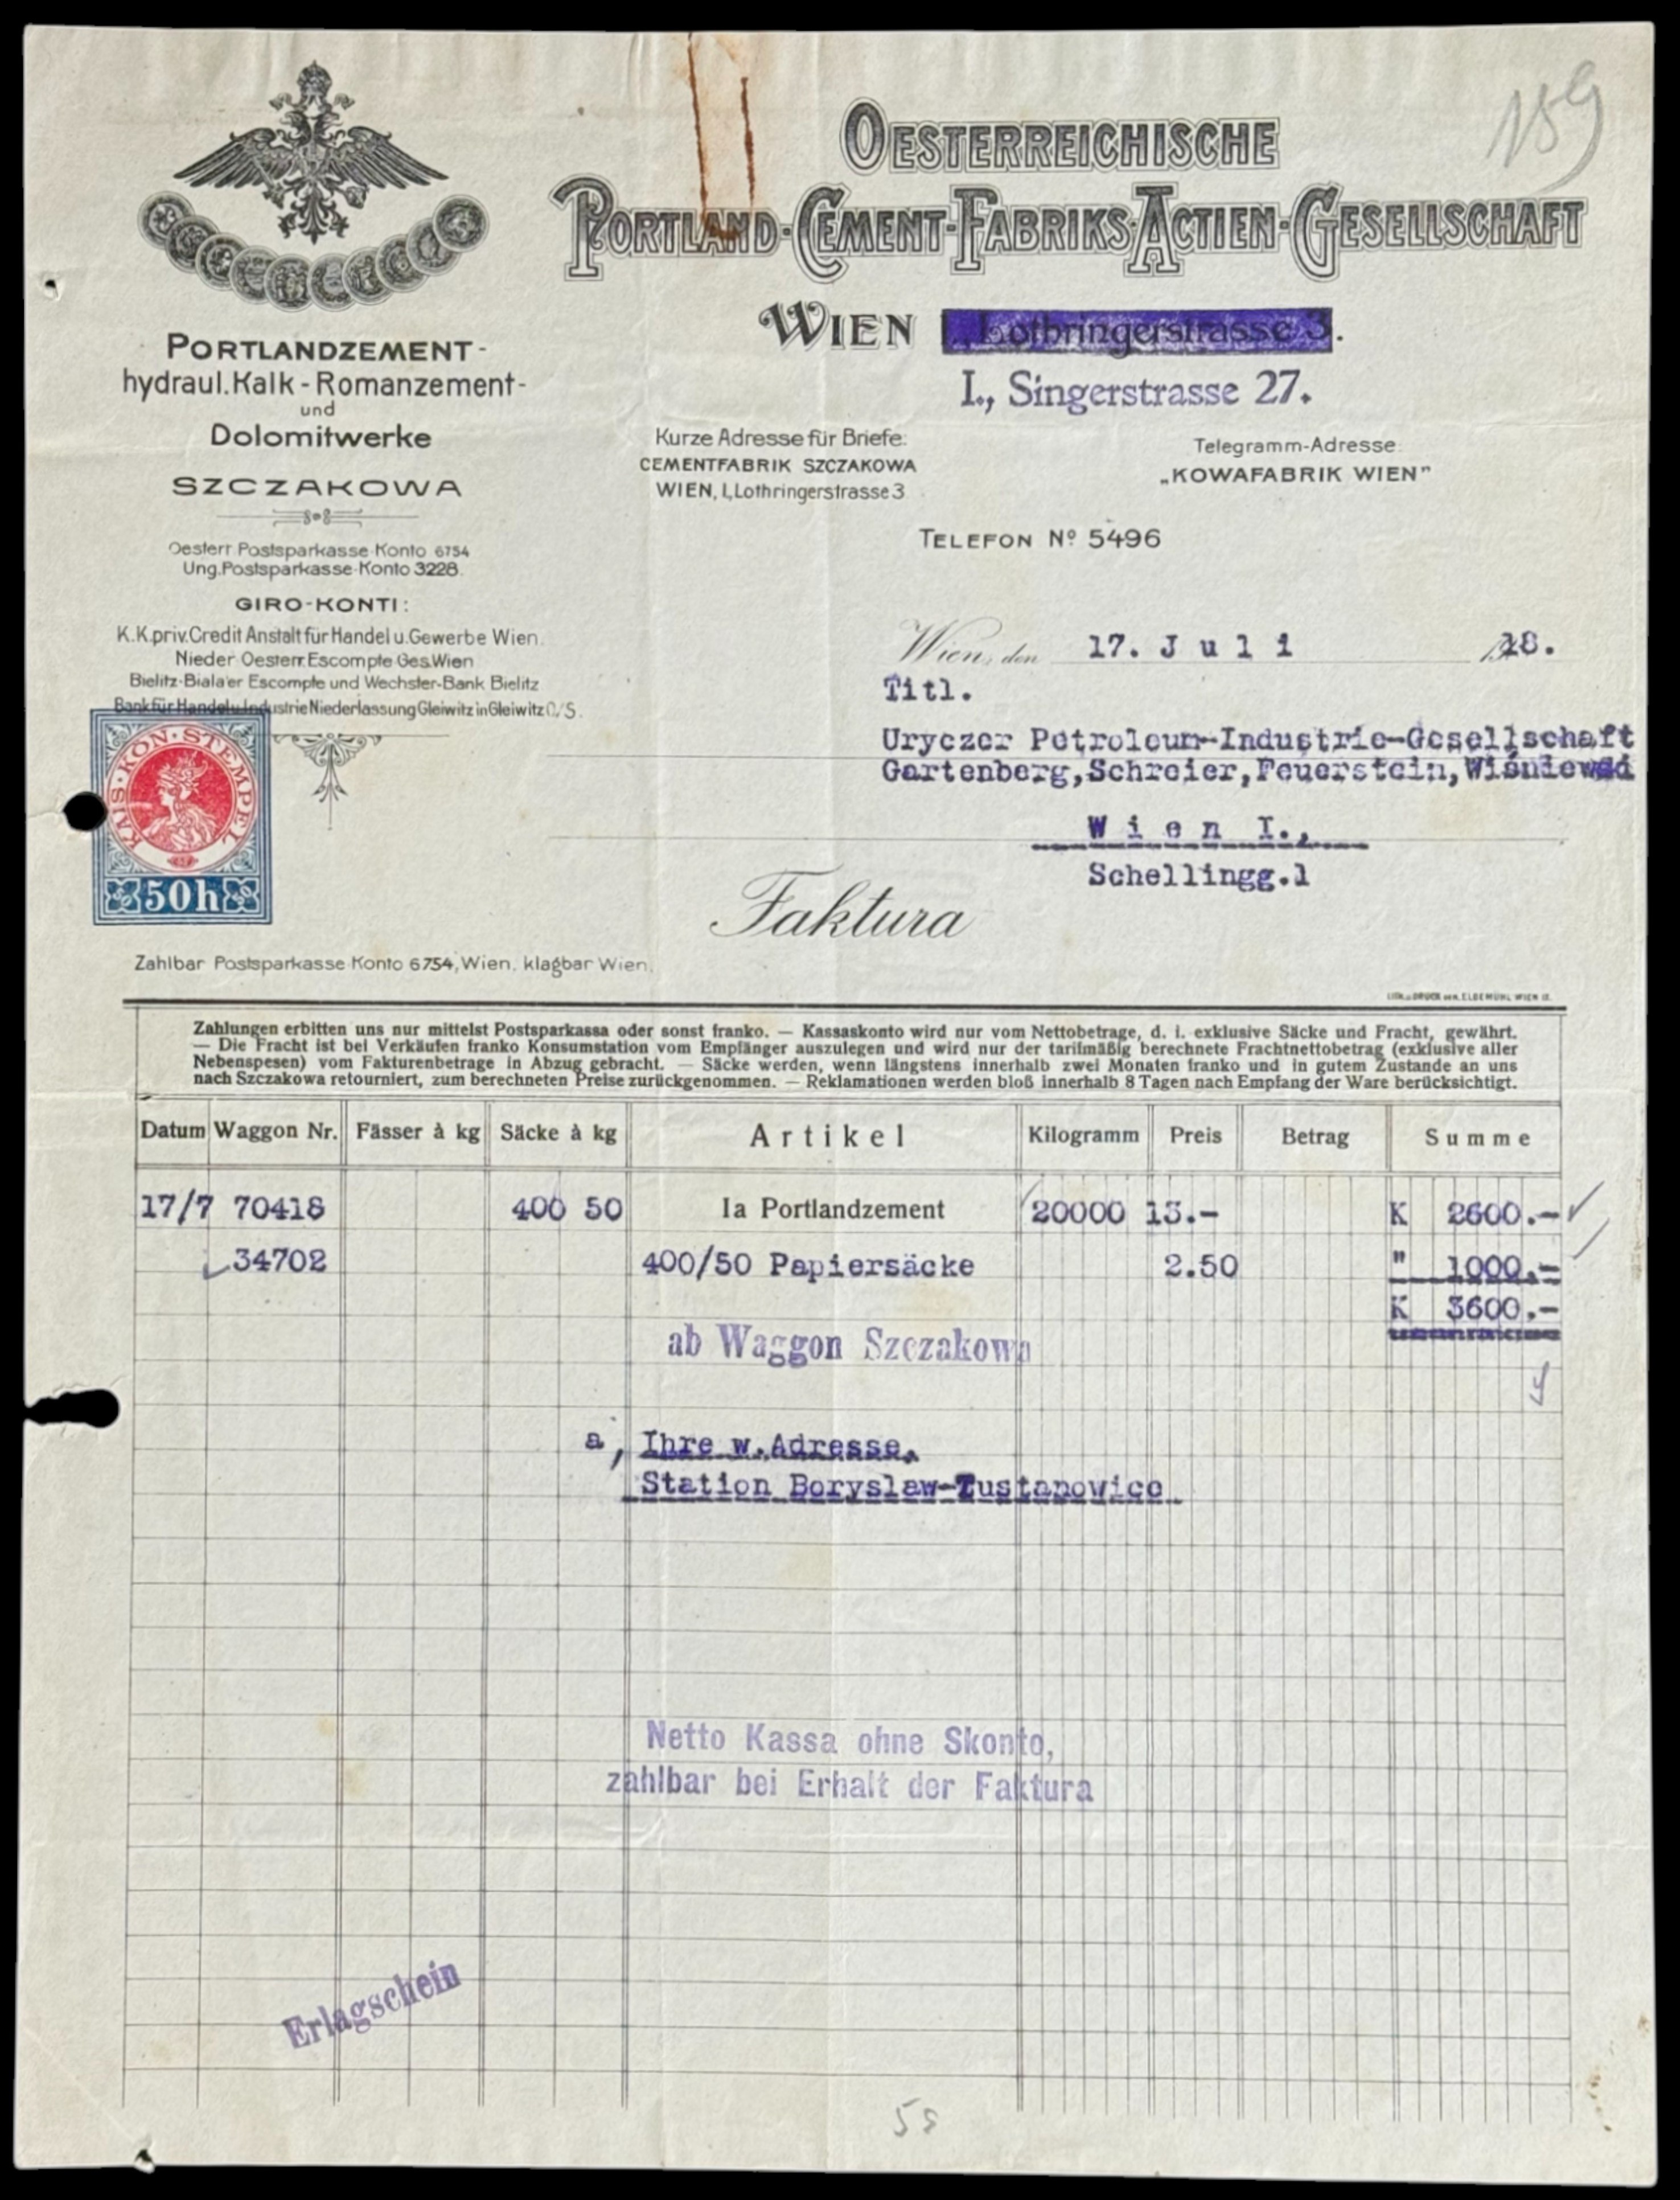 159
OESTERREICHISCHE
PORTLAND-CEMENT-FABRIKS-ACTIEN-GESELLSCHAFT
WIEN I., Lothringerstrasse 3.
I., Singerstrasse 27.
PORTLANDZEMENT-
hydraul. Kalk - Romanzement-
und
Dolomitwerke
SZCZAKOWA
Kurze Adresse für Briefe:
CEMENTFABRIK SZCZAKOWA
WIEN, I, Lothringerstrasse 3
Telegramm-Adresse:
„KOWAFABRIK WIEN"
TELEFON Nº 5496
Oesterr. Postsparkasse-Konto 6754
Ung. Postsparkasse-Konto 3228.
GIRO-KONTI:
K.K.priv. Credit Anstalt für Handel u. Gewerbe Wien.
Nieder Oesterr. Escompte Ges. Wien
Bielitz-Biala'er Escompte und Wechsler-Bank Bielitz
Bank für Handel u. Industrie Niederlassung Gleiwitz in Gleiwitz O/S.
Wien, den 17. Juli 1918.
Titl.
Uryczer Petroleum-Industrie-Gesellschaft
Gartenberg, Schreier, Feuerstein, Wiśniewski
Wien I.,
Schellingg.1
KAIS·KÖN·STEMPEL
50h
Faktura
Zahlbar Postsparkasse Konto 6754, Wien, klagbar Wien.
LITH. u. DRUCK VON ELBEMÜHL WIEN IX.
Zahlungen erbitten uns nur mittelst Postsparkassa oder sonst franko. — Kassaskonto wird nur vom Nettobetrage, d. i. exklusive Säcke und Fracht, gewährt.
— Die Fracht ist bei Verkäufen franko Konsumstation vom Empfänger auszulegen und wird nur der tarifmäßig berechnete Frachtnettobetrag (exklusive aller
Nebenspesen) vom Fakturenbetrage in Abzug gebracht. — Säcke werden, wenn längstens innerhalb zwei Monaten franko und in gutem Zustande an uns
nach Szczakowa retourniert, zum berechneten Preise zurückgenommen. — Reklamationen werden bloß innerhalb 8 Tagen nach Empfang der Ware berücksichtigt.
Datum Waggon Nr. Fässer à kg Säcke à kg Artikel Kilogramm Preis Betrag Summe
17/7 70418 400 50 Ia Portlandzement 20000 13.- K 2600.-
34702 400/50 Papiersäcke 2.50 " 1000.-
K 3600.-
ab Waggon Szczakowa
a, Ihre w.Adresse,
Station Boryslaw-Tustanowice
Netto Kassa ohne Skonto,
zahlbar bei Erhalt der Faktura
Erlagschein